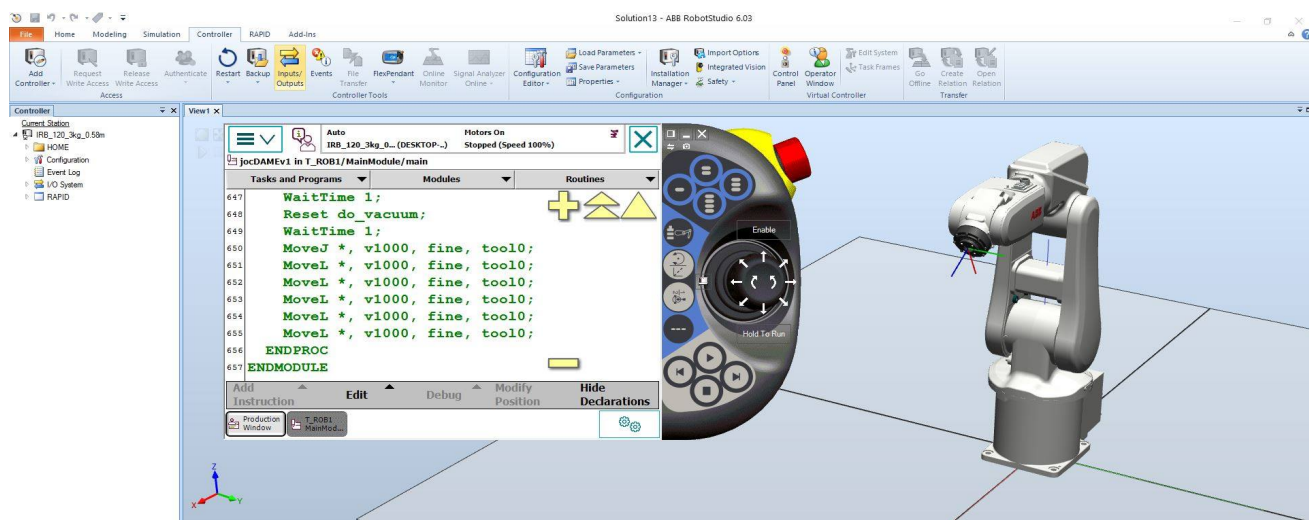 Solution13 - ABB RobotStudio 6.03
File Home Modeling Simulation Controller RAPID Add-Ins
Add Controller
Request Write Access
Release Write Access
Authenticate
Restart
Backup
Inputs/ Outputs
Events
File Transfer
FlexPendant
Online Monitor
Signal Analyzer Online
Configuration Editor
Load Parameters
Save Parameters
Properties
Installation Manager
Import Options
Integrated Vision
Safety
Control Panel
Operator Window
Edit System
Task Frames
Go Offline
Create Relation
Open Relation
Access
Controller Tools
Configuration
Virtual Controller
Transfer
Controller
View1
Current Station
IRB_120_3kg_0.58m
HOME
Configuration
Event Log
I/O System
RAPID
Auto
IRB_120_3kg_0... (DESKTOP-..)
Motors On
Stopped (Speed 100%)
jocDAMEv1 in T_ROB1/MainModule/main
Tasks and Programs Modules Routines
647 WaitTime 1;
648 Reset do_vacuum;
649 WaitTime 1;
650 MoveJ *, v1000, fine, tool0;
651 MoveL *, v1000, fine, tool0;
652 MoveL *, v1000, fine, tool0;
653 MoveL *, v1000, fine, tool0;
654 MoveL *, v1000, fine, tool0;
655 MoveL *, v1000, fine, tool0;
656 ENDPROC
657 ENDMODULE
Add Instruction
Edit
Debug
Modify Position
Hide Declarations
Production Window
T_ROB1 MainMod...
Enable
Hold To Run
ABB
Z
X
Y